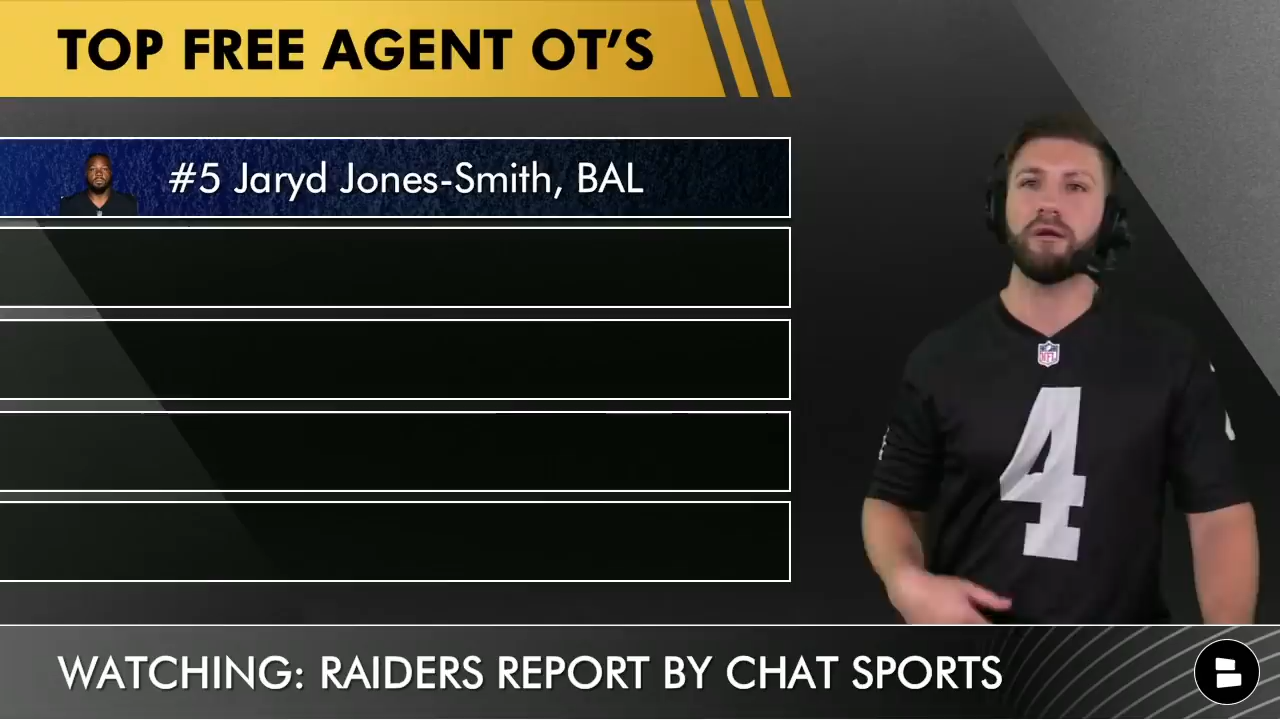 TOP FREE AGENT OT'S
#5 Jaryd Jones-Smith, BAL
NFL
4
WATCHING: RAIDERS REPORT BY CHAT SPORTS